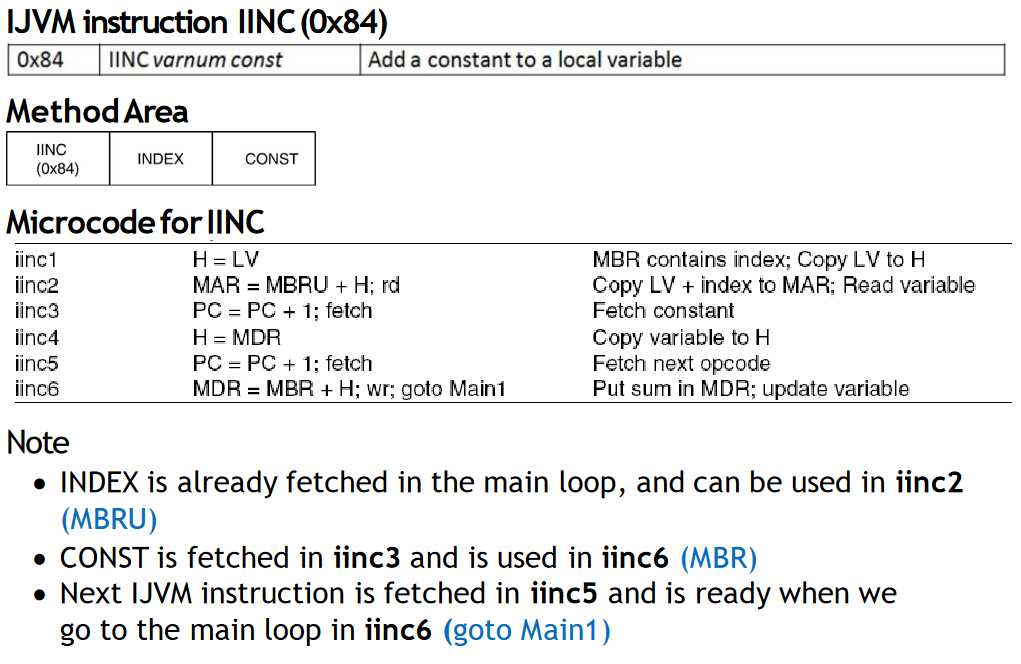 IJVM instruction IINC (0x84)
0x84 IINC varnum const Add a constant to a local variable
Method Area
IINC (0x84) INDEX CONST
Microcode for IINC
iinc1 H = LV MBR contains index; Copy LV to H
iinc2 MAR = MBRU + H; rd Copy LV + index to MAR; Read variable
iinc3 PC = PC + 1; fetch Fetch constant
iinc4 H = MDR Copy variable to H
iinc5 PC = PC + 1; fetch Fetch next opcode
iinc6 MDR = MBR + H; wr; goto Main1 Put sum in MDR; update variable
Note
• INDEX is already fetched in the main loop, and can be used in iinc2
(MBRU)
• CONST is fetched in iinc3 and is used in iinc6 (MBR)
• Next IJVM instruction is fetched in iinc5 and is ready when we
go to the main loop in iinc6 (goto Main1)